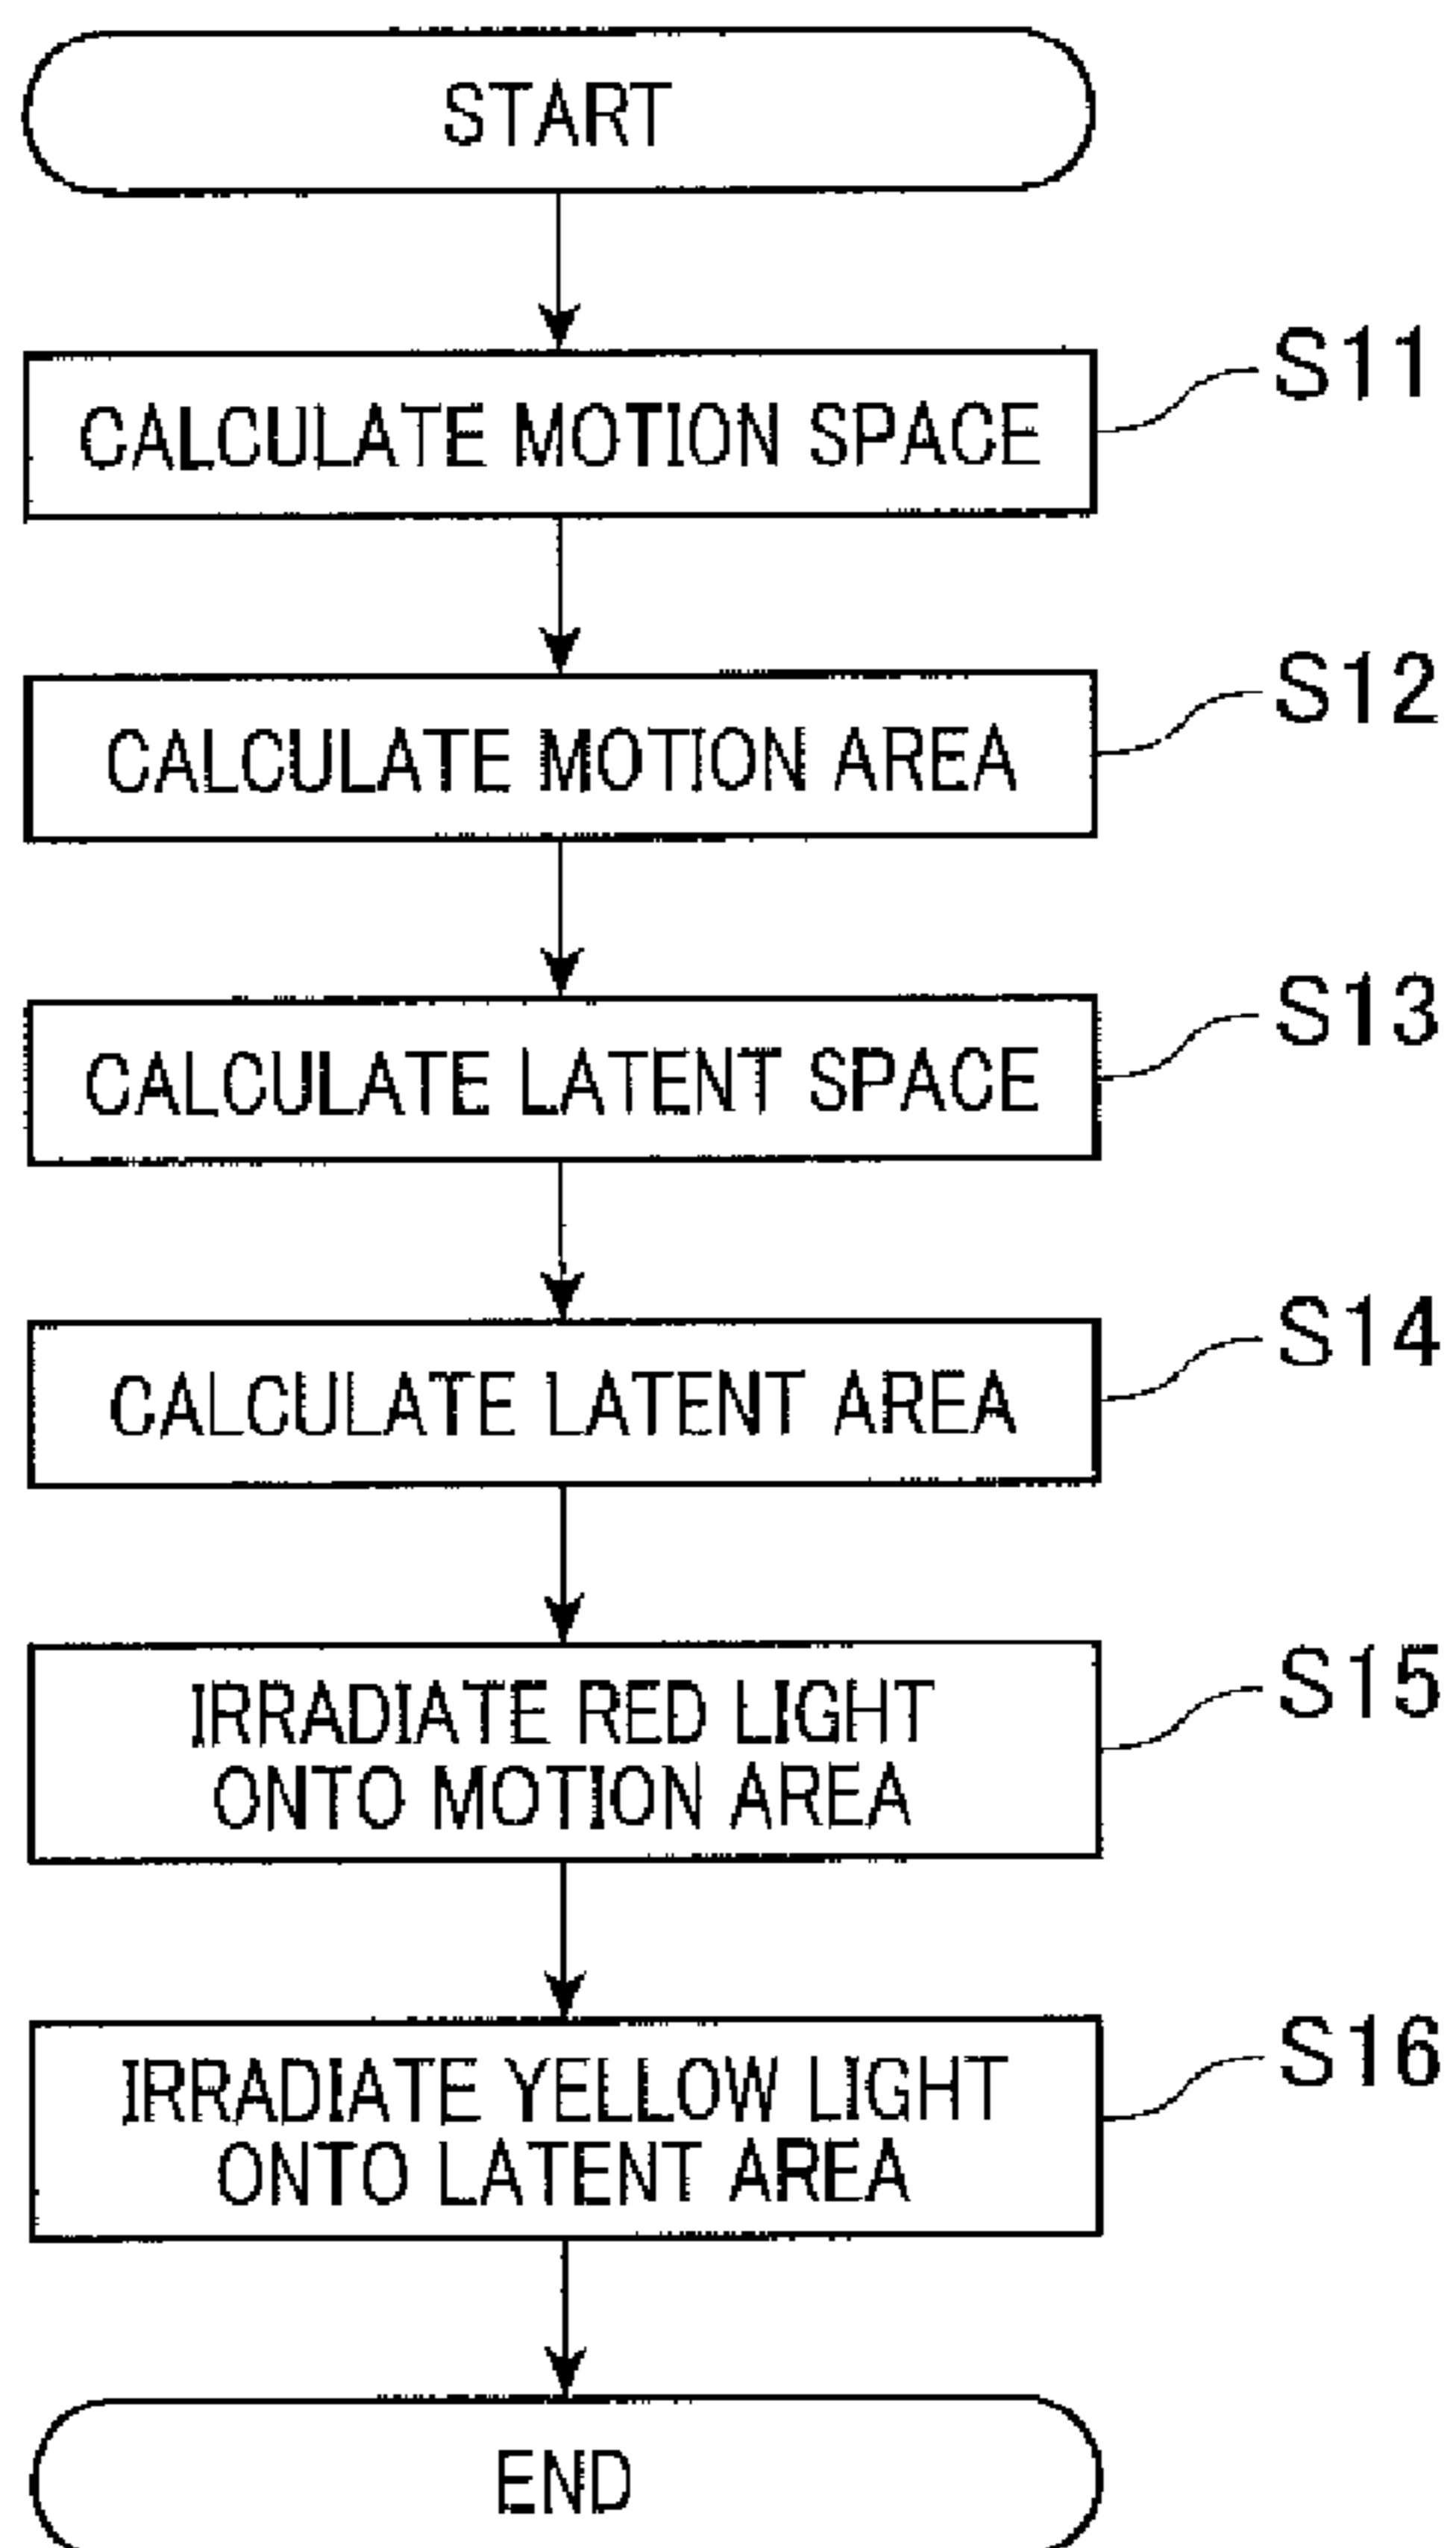 START
CALCULATE MOTION SPACE
S11
CALCULATE MOTION AREA
S12
CALCULATE LATENT SPACE
S13
CALCULATE LATENT AREA
S14
IRRADIATE RED LIGHT
ONTO MOTION AREA
S15
IRRADIATE YELLOW LIGHT
ONTO LATENT AREA
S16
END